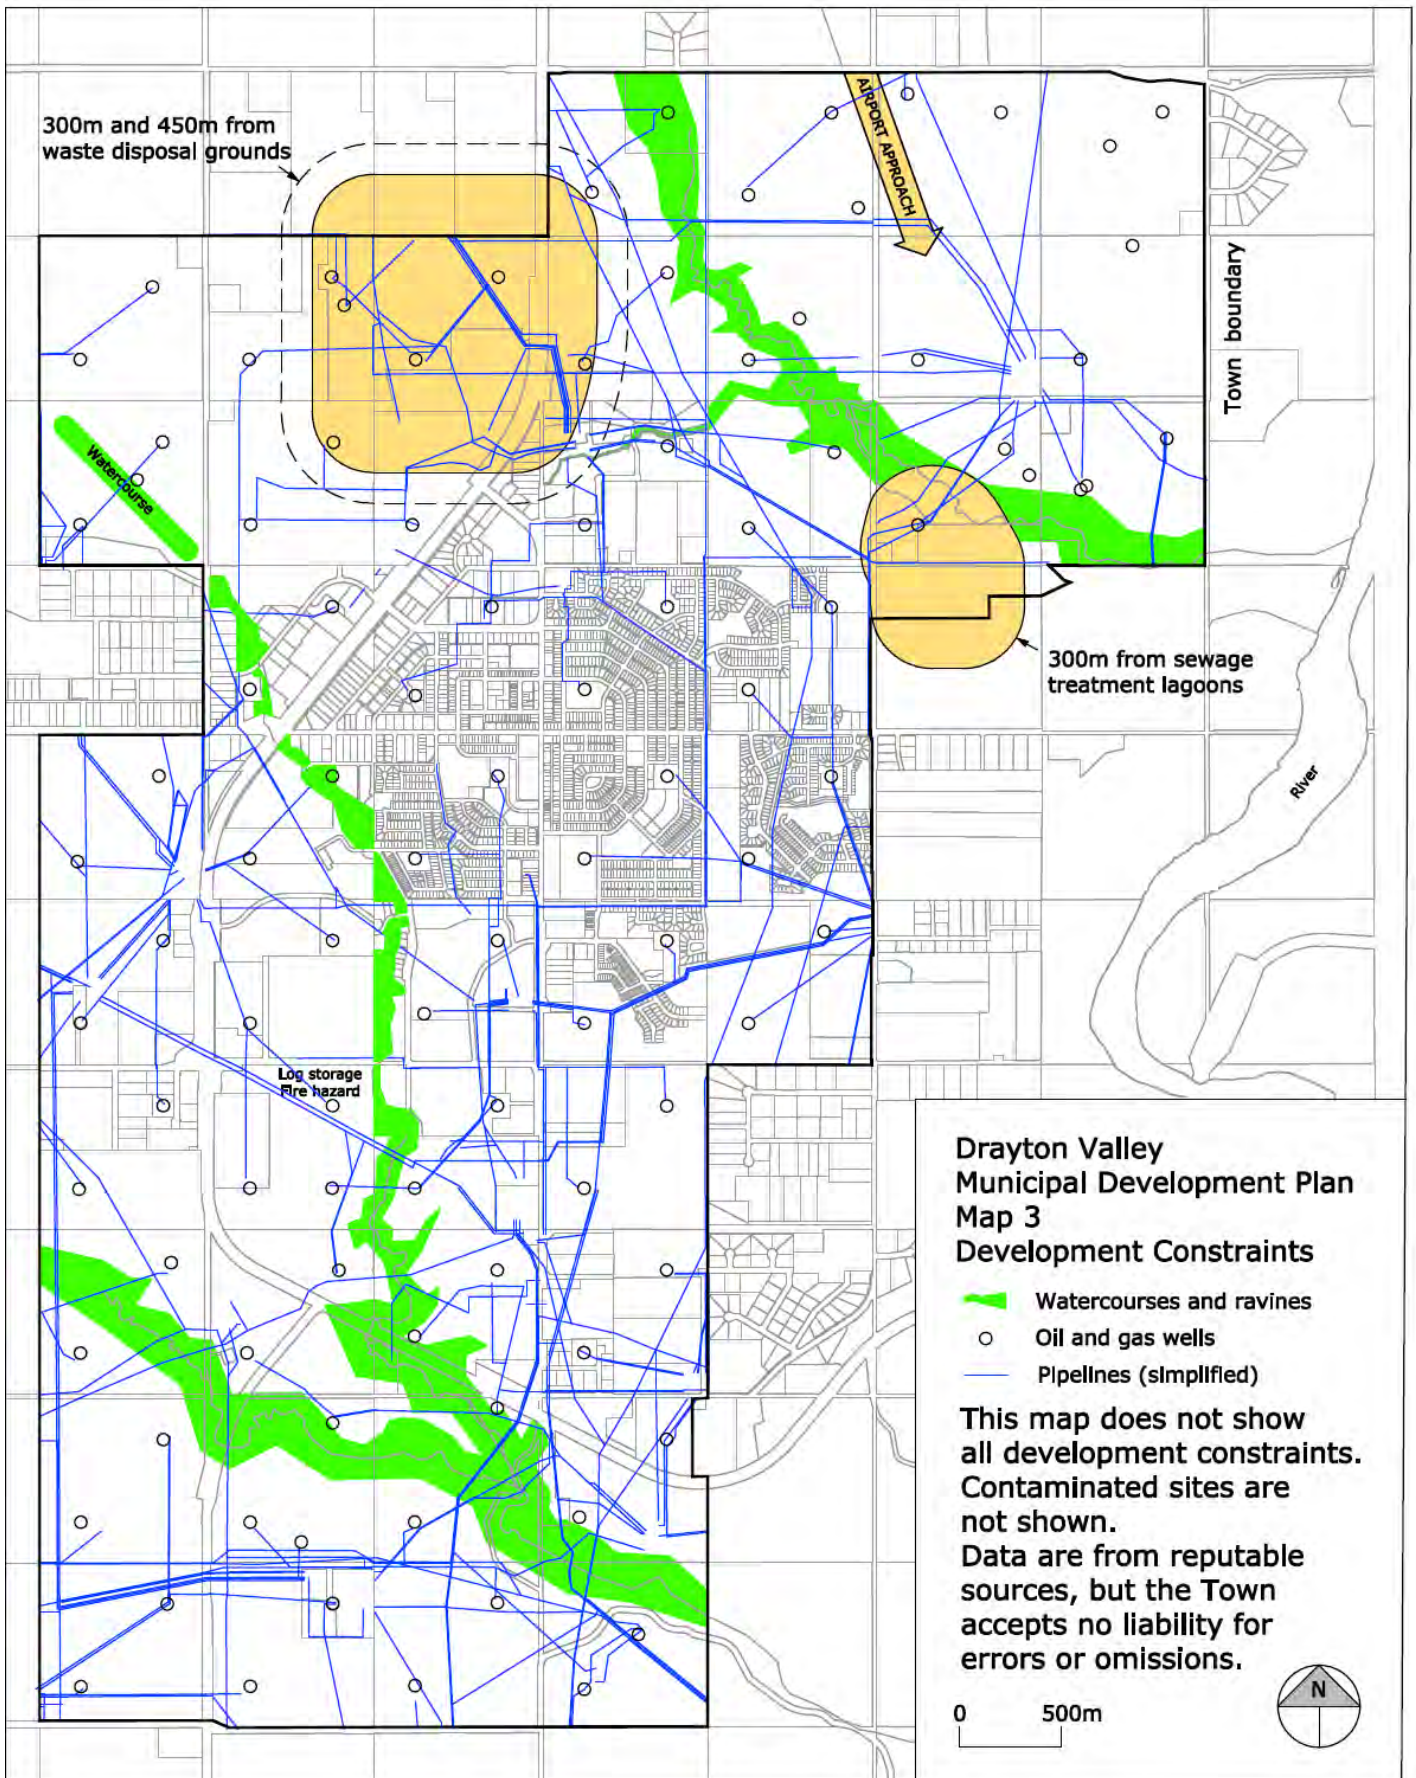 300m and 450m from
waste disposal grounds
AIRPORT APPROACH
Town boundary
Watercourse
300m from sewage
treatment lagoons
River
Log storage
Fire hazard
Drayton Valley
Municipal Development Plan
Map 3
Development Constraints
Watercourses and ravines
Oil and gas wells
Pipelines (simplified)
This map does not show
all development constraints.
Contaminated sites are
not shown.
Data are from reputable
sources, but the Town
accepts no liability for
errors or omissions.
0 500m
N